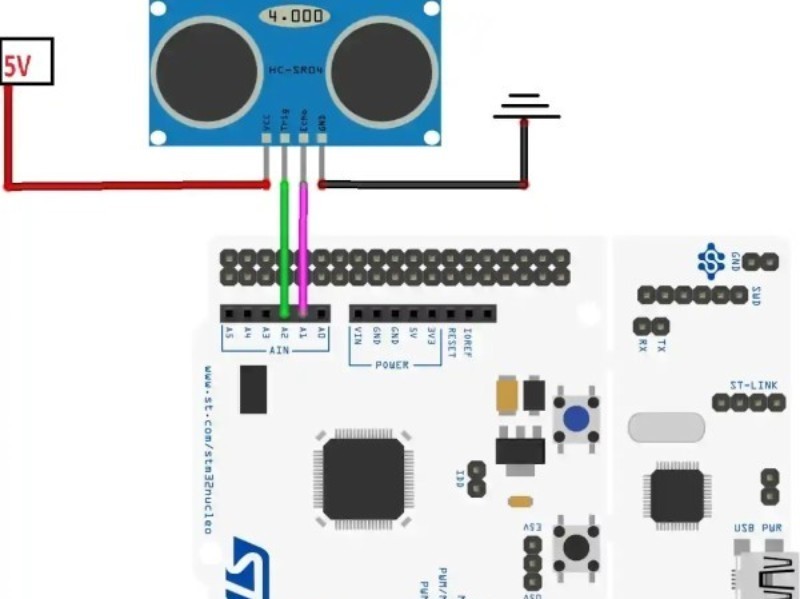 4.000
5V
HC-SR04
VCC
Trig
Echo
GND
GND
SWD
A5
A4
A3
A2
A1
A0
AIN
VIN
GND
GND
5V
3V3
RESET
IOREF
POWER
RX
TX
ST-LINK
www.st.com/stm32nucleo
IDD
E5V
USB PWR
ST
U5V